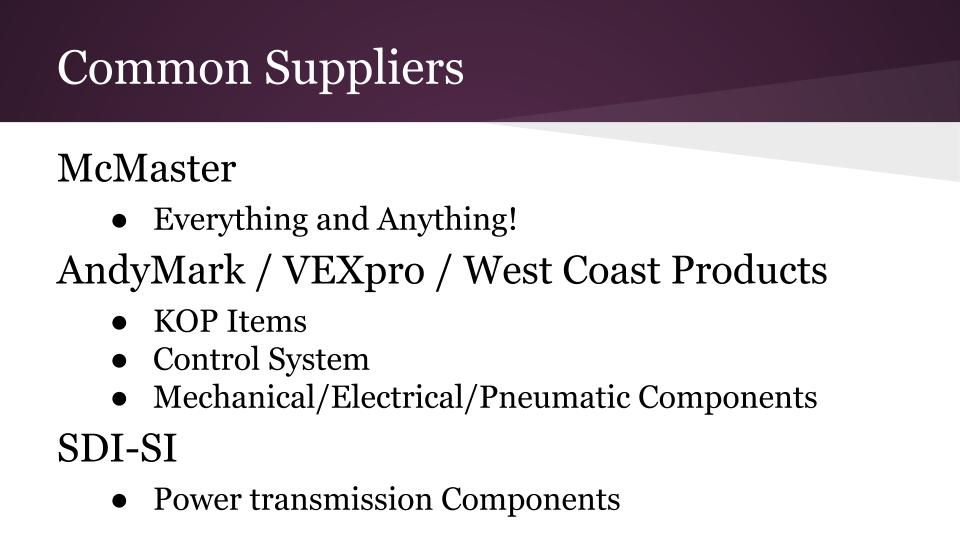 Common Suppliers
McMaster
● Everything and Anything!
AndyMark / VEXpro / West Coast Products
● KOP Items
● Control System
● Mechanical/Electrical/Pneumatic Components
SDI-SI
● Power transmission Components